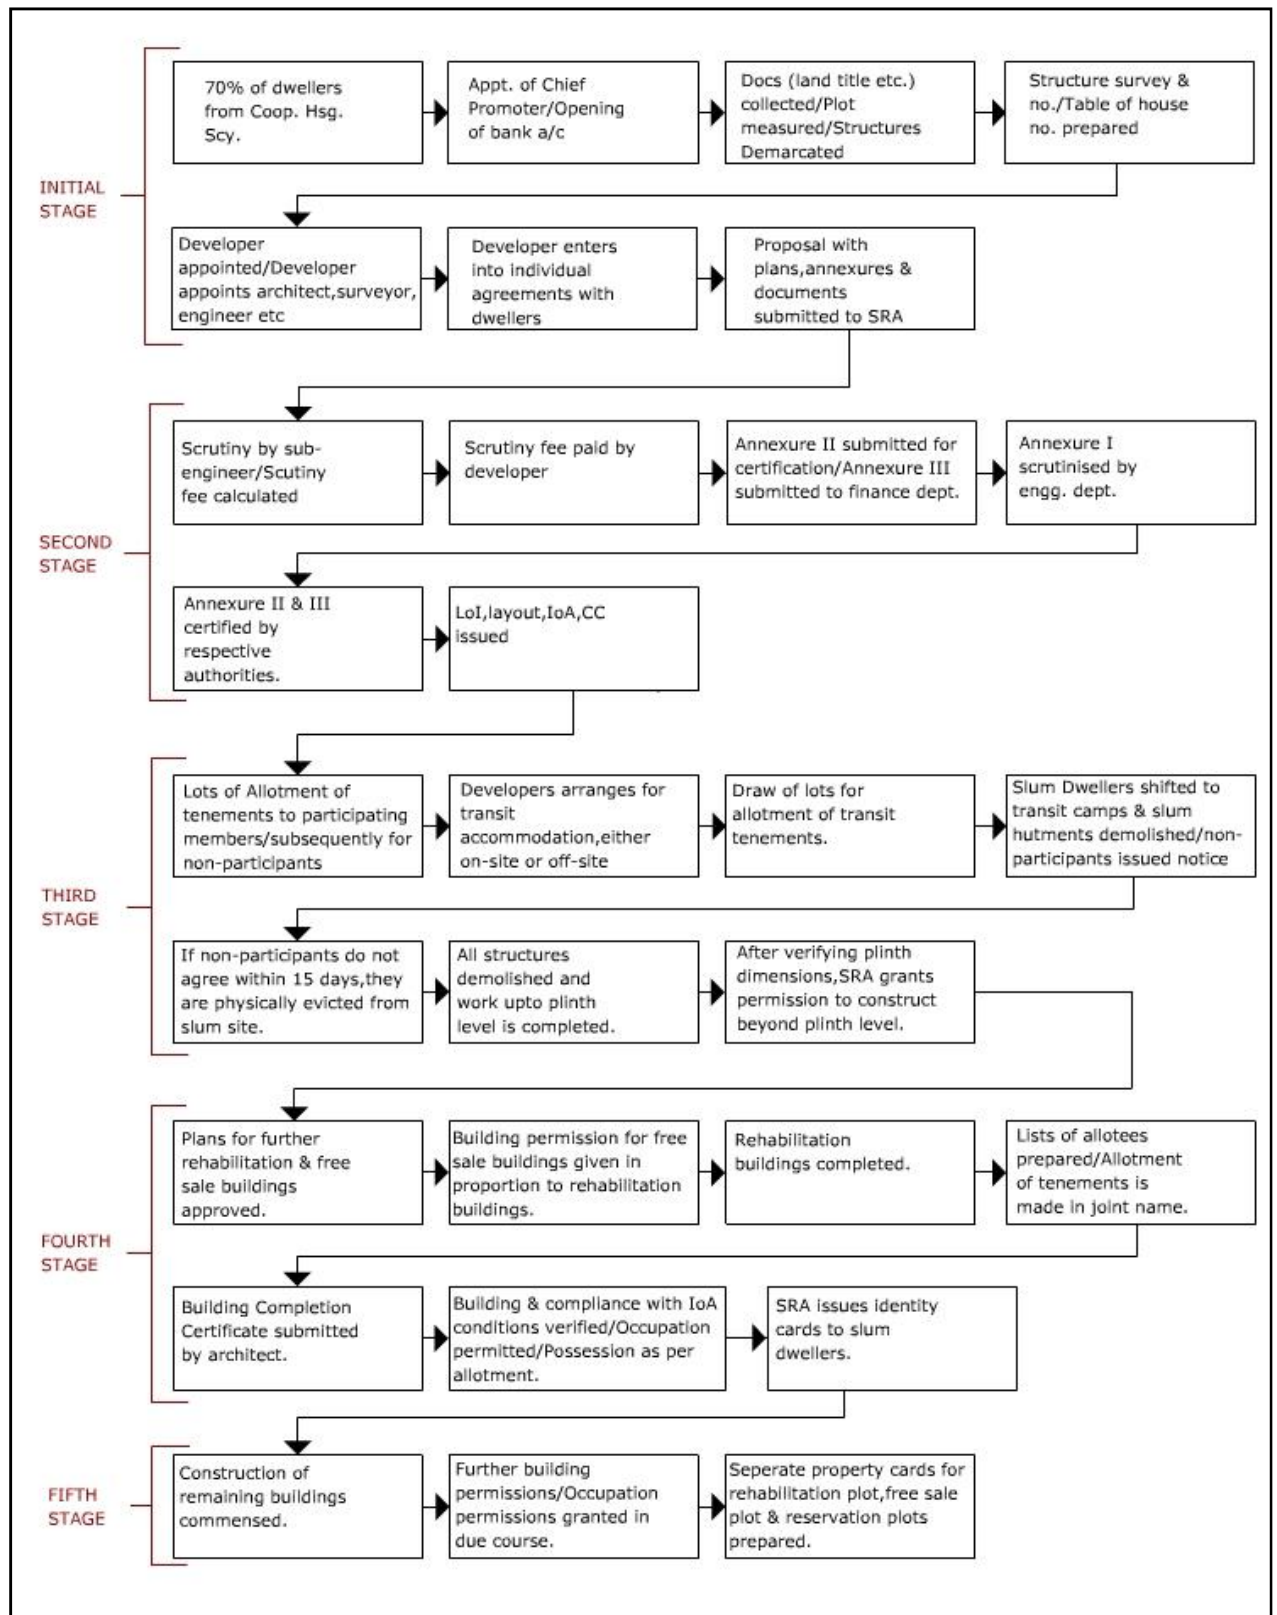 70% of dwellers
from Coop. Hsg.
Scy.
Appt. of Chief
Promoter/Opening
of bank a/c
Docs (land title etc.)
collected/Plot
measured/Structures
Demarcated
Structure survey &
no./Table of house
no. prepared
INITIAL
STAGE
Developer
appointed/Developer
appoints architect,surveyor,
engineer etc
Developer enters
into individual
agreements with
dwellers
Proposal with
plans,annexures &
documents
submitted to SRA
Scrutiny by sub-
engineer/Scutiny
fee calculated
Scrutiny fee paid by
developer
Annexure II submitted for
certification/Annexure III
submitted to finance dept.
Annexure I
scrutinised by
engg. dept.
SECOND
STAGE
Annexure II & III
certified by
respective
authorities.
LoI,layout,IoA,CC
issued
Lots of Allotment of
tenements to participating
members/subsequently for
non-participants
Developers arranges for
transit
accommodation,either
on-site or off-site
Draw of lots for
allotment of transit
tenements.
Slum Dwellers shifted to
transit camps & slum
hutments demolished/non-
participants issued notice
THIRD
STAGE
If non-participants do not
agree within 15 days,they
are physically evicted from
slum site.
All structures
demolished and
work upto plinth
level is completed.
After verifying plinth
dimensions,SRA grants
permission to construct
beyond plinth level.
Plans for further
rehabilitation & free
sale buildings
approved.
Building permission for free
sale buildings given in
proportion to rehabilitation
buildings.
Rehabilitation
buildings completed.
Lists of allotees
prepared/Allotment
of tenements is
made in joint name.
FOURTH
STAGE
Building Completion
Certificate submitted
by architect.
Building & compliance with IoA
conditions verified/Occupation
permitted/Possession as per
allotment.
SRA issues identity
cards to slum
dwellers.
FIFTH
STAGE
Construction of
remaining buildings
commensed.
Further building
permissions/Occupation
permissions granted in
due course.
Seperate property cards for
rehabilitation plot,free sale
plot & reservation plots
prepared.